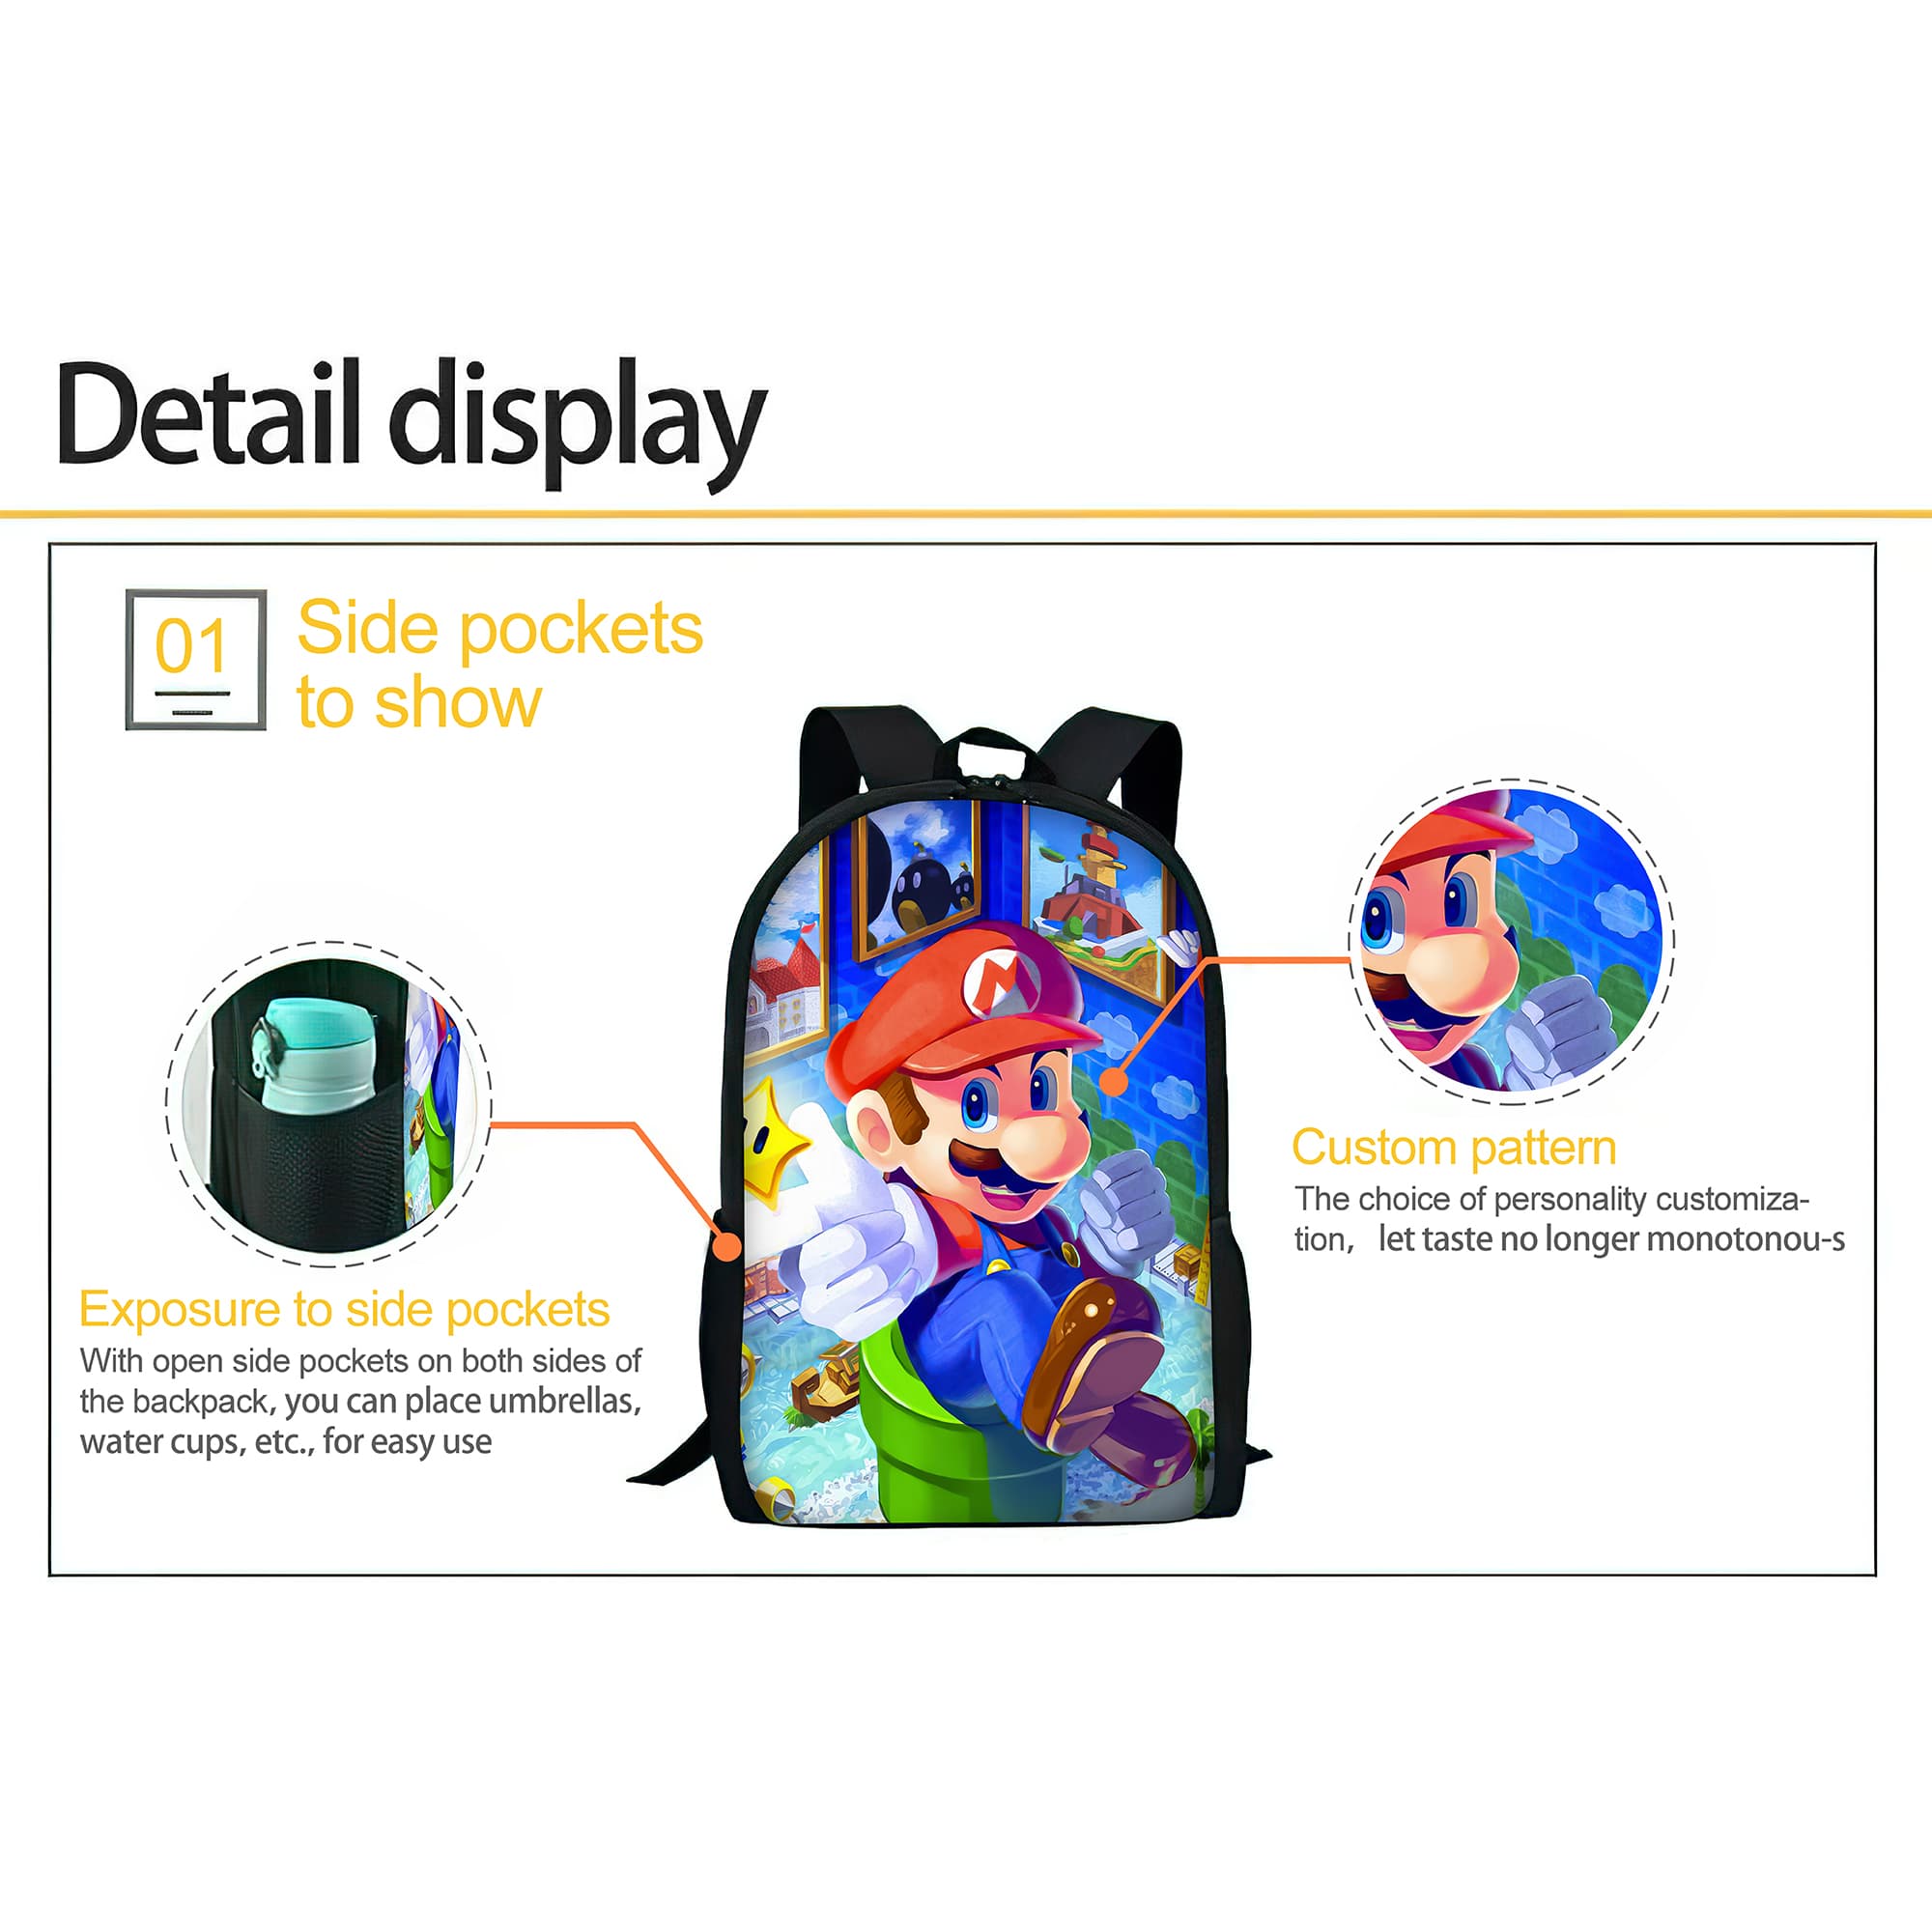 Detail display
01
Side pockets
to show
Custom pattern
The choice of personality customiza-
tion, let taste no longer monotonou-s
Exposure to side pockets
With open side pockets on both sides of
the backpack, you can place umbrellas,
water cups, etc., for easy use
M